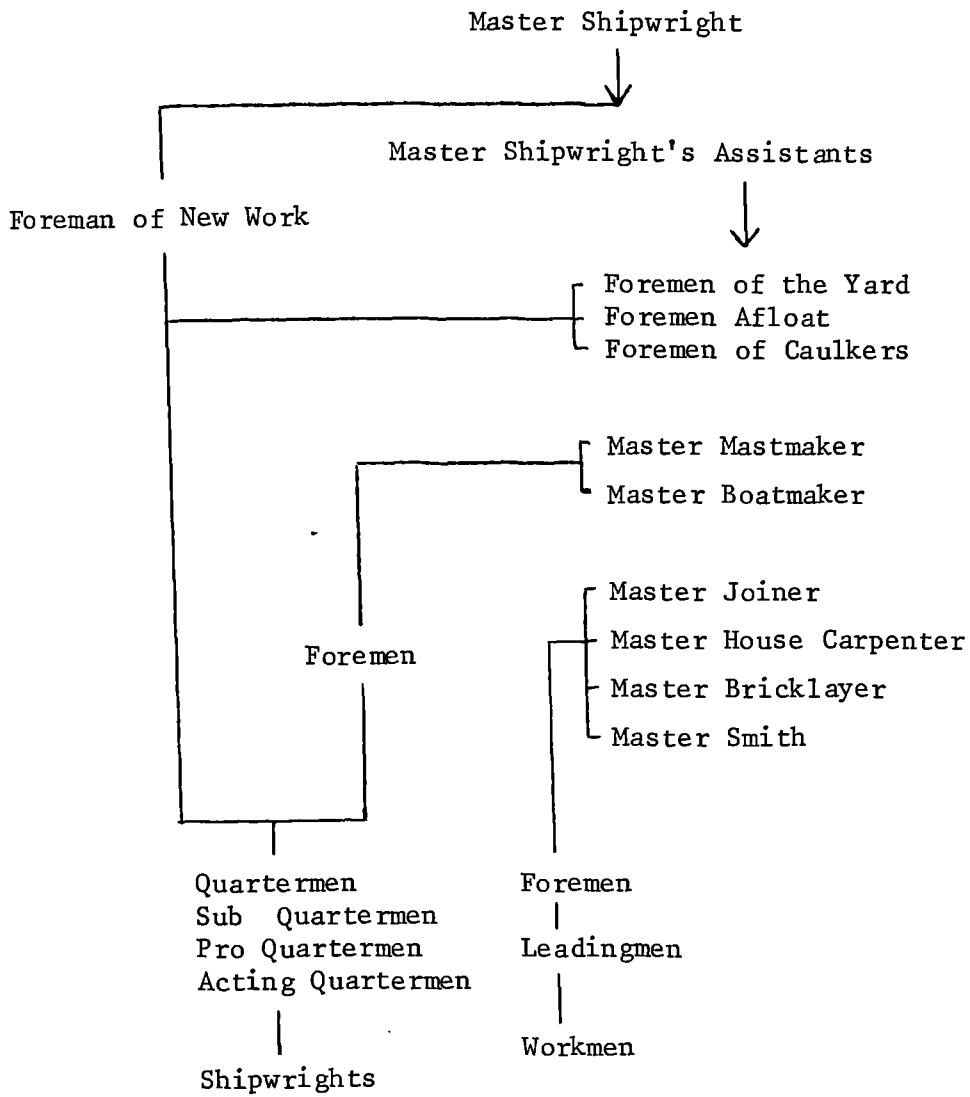 Master Shipwright
Master Shipwright's Assistants
Foreman of New Work
Foremen of the Yard
Foremen Afloat
Foremen of Caulkers
Master Mastmaker
Master Boatmaker
Master Joiner
Master House Carpenter
Master Bricklayer
Master Smith
Foremen
Quartermen
Sub Quartermen
Pro Quartermen
Acting Quartermen
Shipwrights
Foremen
Leadingmen
Workmen